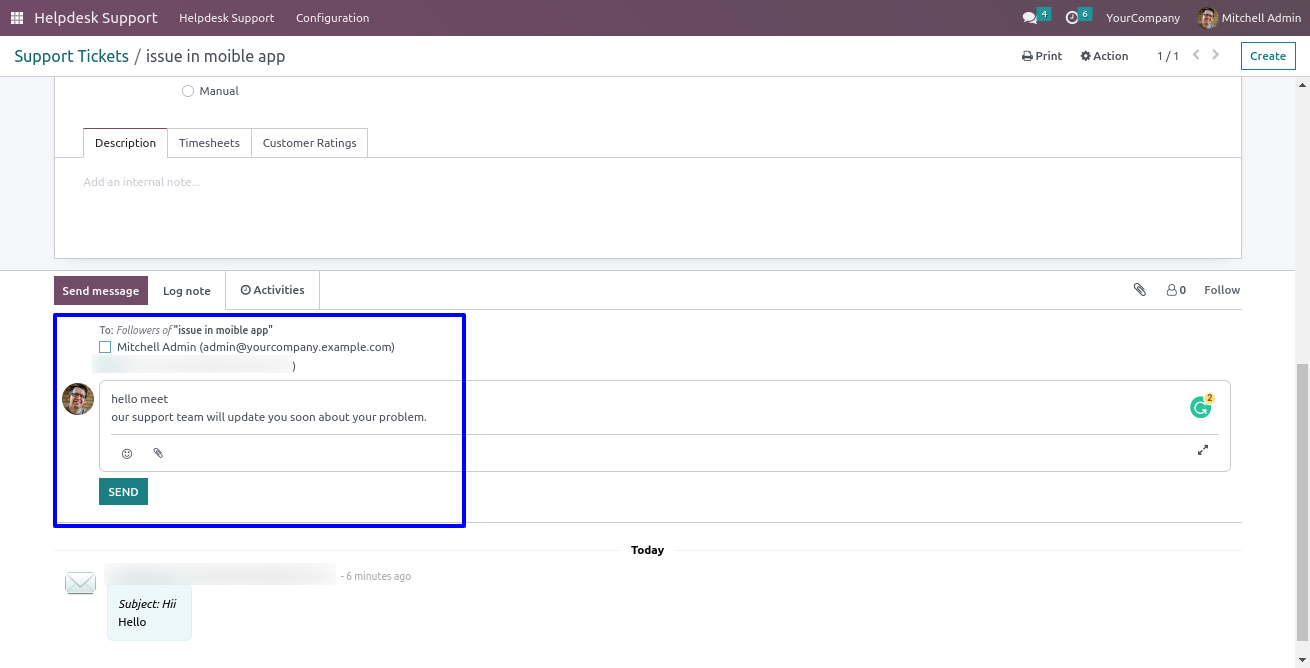 Helpdesk Support Helpdesk Support Configuration 4 6 YourCompany Mitchell Admin
Support Tickets / issue in moible app Print Action 1 / 1 Create
Manual
Description Timesheets Customer Ratings
Add an internal note...
Send message Log note Activities 0 Follow
To: Followers of "issue in moible app"
Mitchell Admin (admin@yourcompany.example.com)
)
hello meet
our support team will update you soon about your problem.
2
SEND
Today
- 6 minutes ago
Subject: Hii
Hello